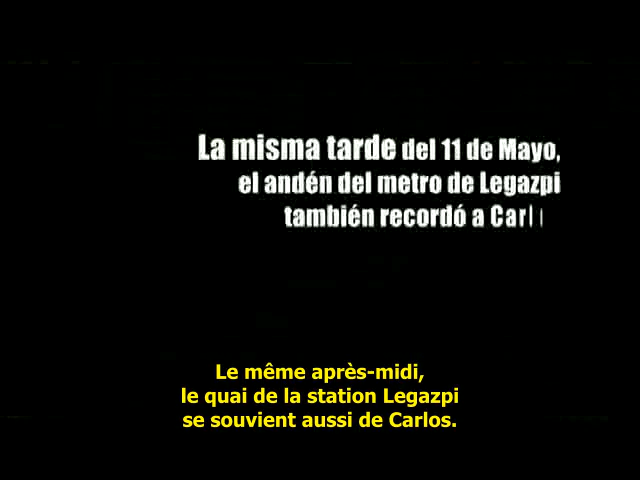 La misma tarde del 11 de Mayo,
el andén del metro de Legazpi
también recordó a Carl
Le même après-midi,
le quai de la station Legazpi
se souvient aussi de Carlos.